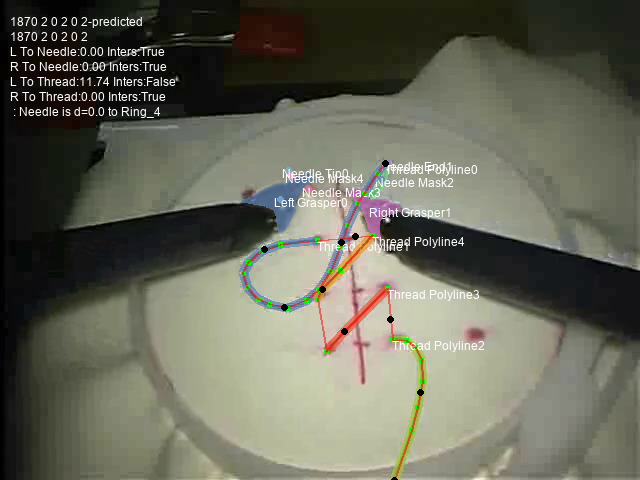 1870 2 0 2 0 2-predicted
1870 2 0 2 0 2
L To Needle:0.00 Inters:True
R To Needle:0.00 Inters:True
L To Thread:11.74 Inters:False
R To Thread:0.00 Inters:True
: Needle is d=0.0 to Ring_4
Needle End1
Thread Polyline0
Needle Tip0
Needle Mask4
Needle Mask2
Needle Mask3
Left Grasper0
Right Grasper1
Thread Polyline4
Thread Polyline1
Thread Polyline3
Thread Polyline2